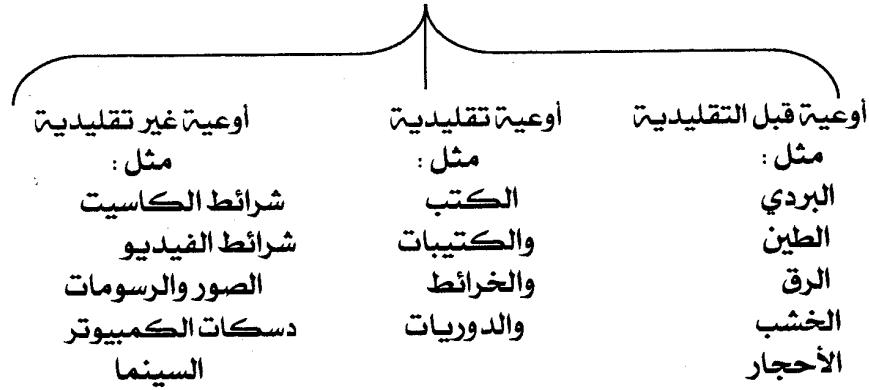 أوعية قبل التقليدية
مثل :
البردي
الطين
الرق
الخشب
الأحجار
أوعية تقليدية
مثل :
الكتب
والكتيبات
والخرائط
والدوريات
أوعية غير تقليدية
مثل :
شرائط الكاسيت
شرائط الفيديو
الصور والرسومات
دسكات الكمبيوتر
السينما